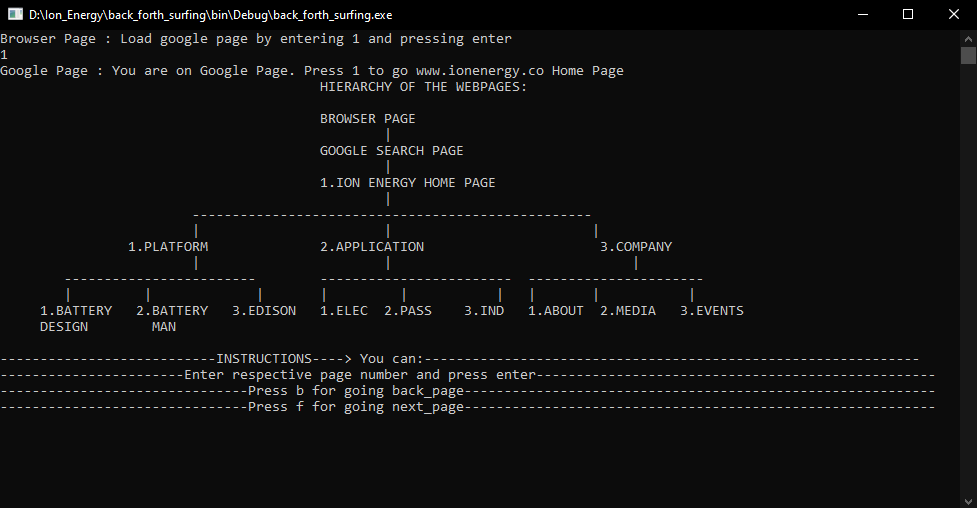 D:\Ion_Energy\back_forth_surfing\bin\Debug\back_forth_surfing.exe
Browser Page : Load google page by entering 1 and pressing enter
1
Google Page : You are on Google Page. Press 1 to go www.ionenergy.co Home Page
HIERARCHY OF THE WEBPAGES:
BROWSER PAGE
|
GOOGLE SEARCH PAGE
|
1.ION ENERGY HOME PAGE
|
--------------------------------------------------
| | |
1.PLATFORM 2.APPLICATION 3.COMPANY
| | |
------------------------ ------------------------ ----------------------
| | | | | | | | |
1.BATTERY 2.BATTERY 3.EDISON 1.ELEC 2.PASS 3.IND 1.ABOUT 2.MEDIA 3.EVENTS
DESIGN MAN
---------------------------INSTRUCTIONS----> You can:--------------------------------------------------------------
-----------------------Enter respective page number and press enter--------------------------------------------------
-------------------------------Press b for going back_page-----------------------------------------------------------
-------------------------------Press f for going next_page-----------------------------------------------------------